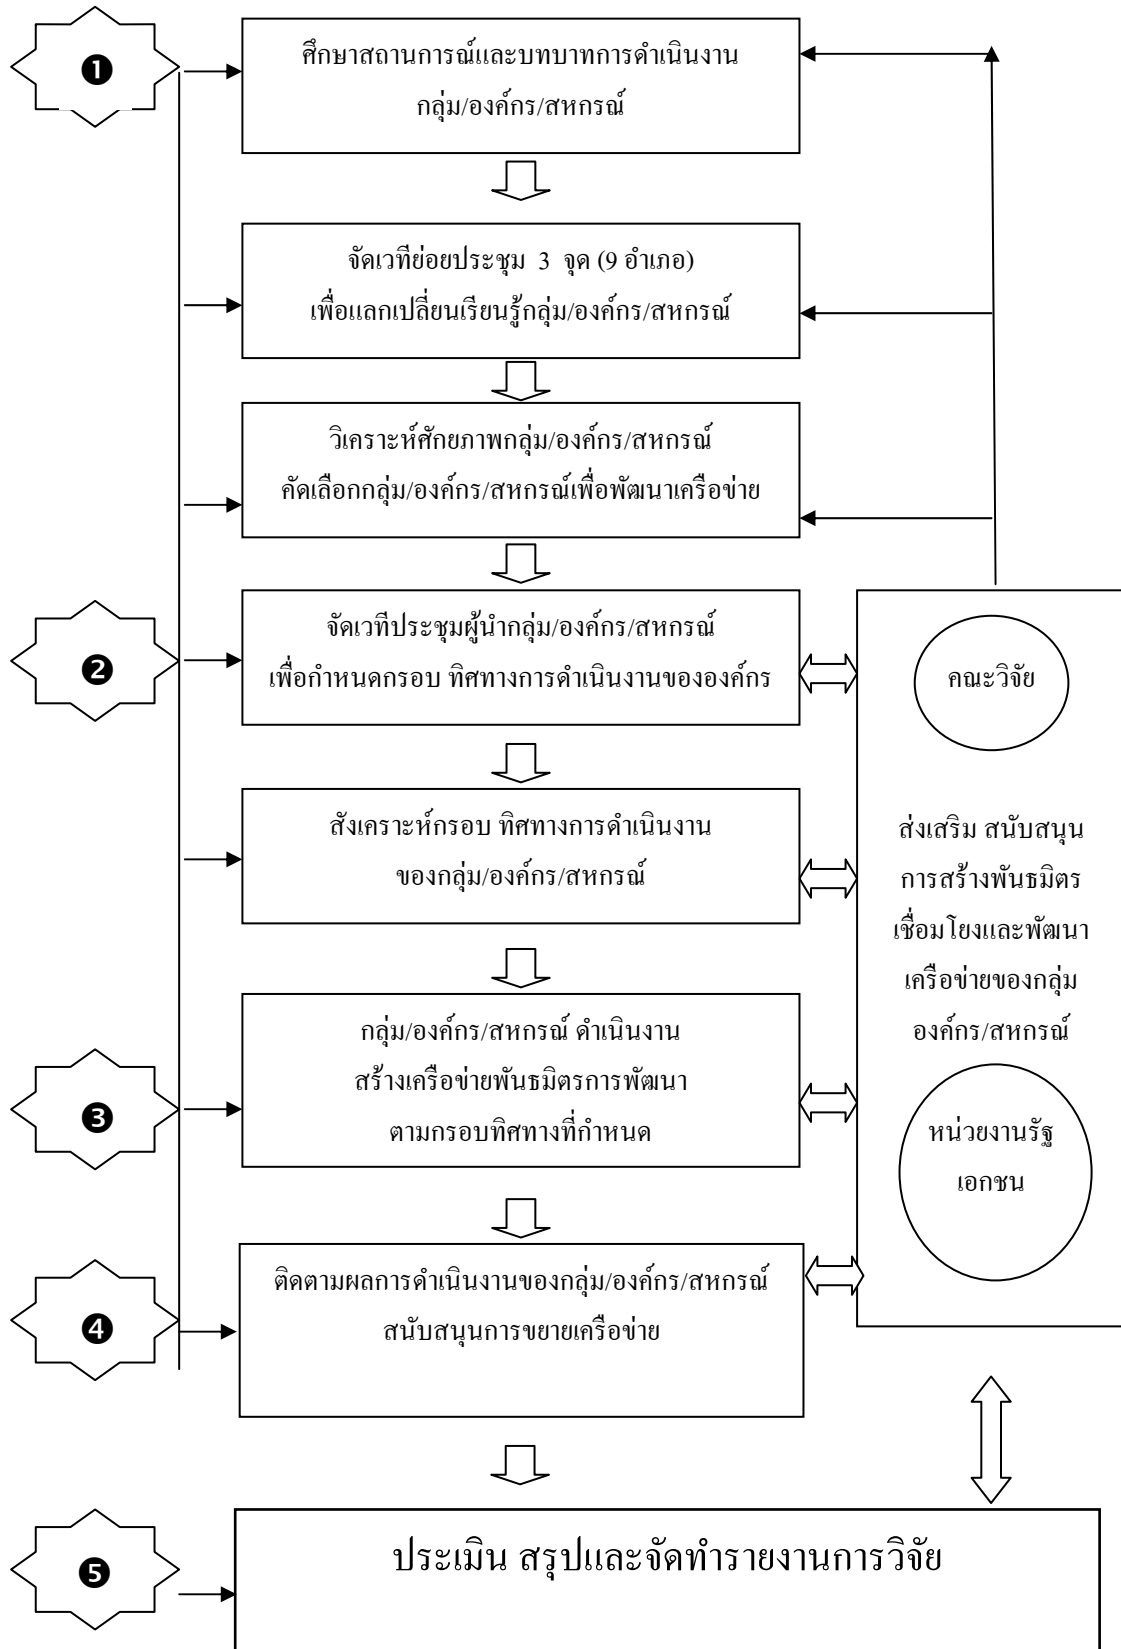 ❶
ศึกษาสถานการณ์และบทบาทการดำเนินงาน
กลุ่ม/องค์กร/สหกรณ์
จัดเวทีย่อยประชุม 3 จุด (9 อำเภอ)
เพื่อแลกเปลี่ยนเรียนรู้กลุ่ม/องค์กร/สหกรณ์
วิเคราะห์ศักยภาพกลุ่ม/องค์กร/สหกรณ์
คัดเลือกกลุ่ม/องค์กร/สหกรณ์เพื่อพัฒนาเครือข่าย
❷
จัดเวทีประชุมผู้นำกลุ่ม/องค์กร/สหกรณ์
เพื่อกำหนดกรอบ ทิศทางการดำเนินงานขององค์กร
สังเคราะห์กรอบ ทิศทางการดำเนินงาน
ของกลุ่ม/องค์กร/สหกรณ์
❸
กลุ่ม/องค์กร/สหกรณ์ ดำเนินงาน
สร้างเครือข่ายพันธมิตรการพัฒนา
ตามกรอบทิศทางที่กำหนด
❹
ติดตามผลการดำเนินงานของกลุ่ม/องค์กร/สหกรณ์
สนับสนุนการขยายเครือข่าย
คณะวิจัย
ส่งเสริม สนับสนุน
การสร้างพันธมิตร
เชื่อมโยงและพัฒนา
เครือข่ายของกลุ่ม
องค์กร/สหกรณ์
หน่วยงานรัฐ
เอกชน
❺
ประเมิน สรุปและจัดทำรายงานการวิจัย